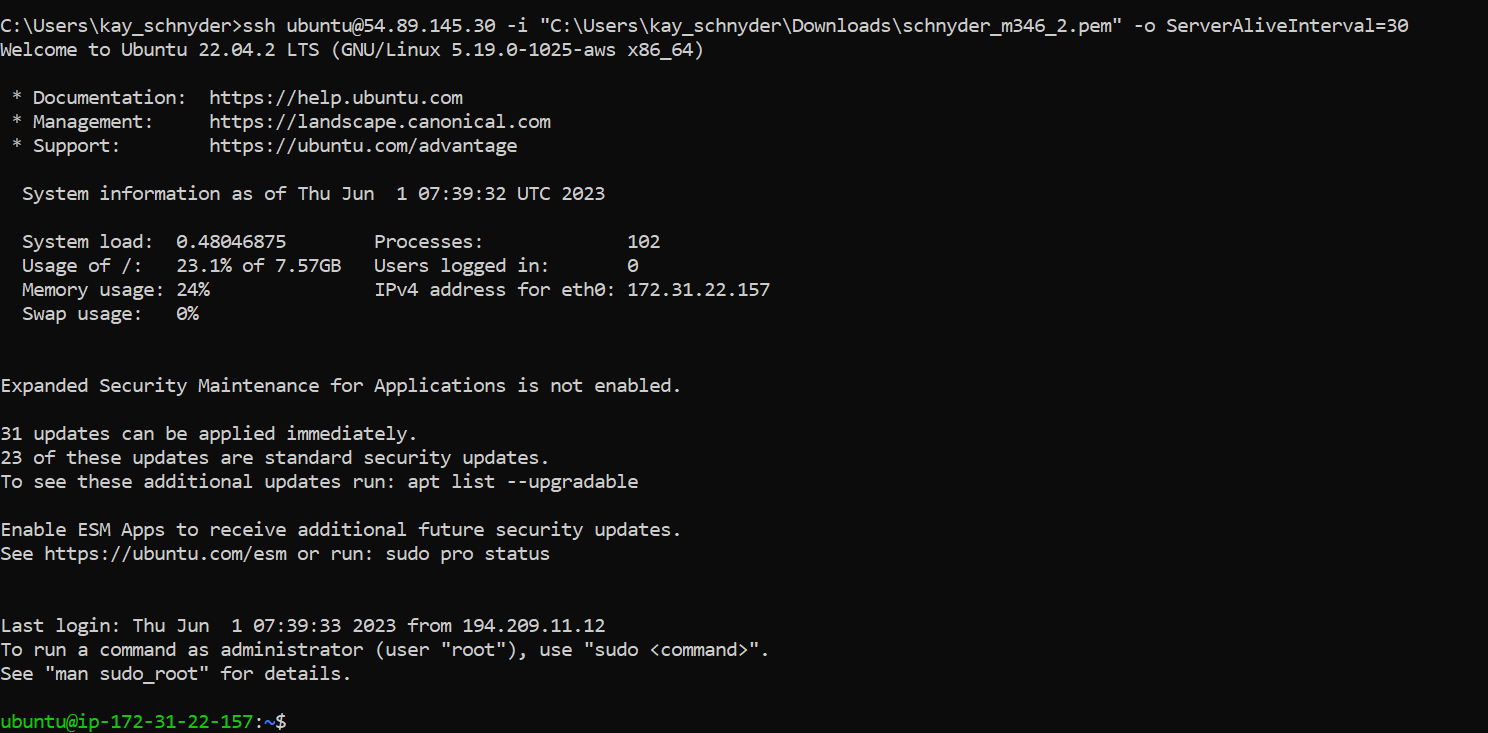 C:\Users\kay_schnyder>ssh ubuntu@54.89.145.30 -i "C:\Users\kay_schnyder\Downloads\schnyder_m346_2.pem" -o ServerAliveInterval=30
Welcome to Ubuntu 22.04.2 LTS (GNU/Linux 5.19.0-1025-aws x86_64)

 * Documentation:  https://help.ubuntu.com
 * Management:     https://landscape.canonical.com
 * Support:        https://ubuntu.com/advantage

  System information as of Thu Jun  1 07:39:32 UTC 2023

  System load:  0.48046875        Processes:             102
  Usage of /:   23.1% of 7.57GB   Users logged in:       0
  Memory usage: 24%               IPv4 address for eth0: 172.31.22.157
  Swap usage:   0%


Expanded Security Maintenance for Applications is not enabled.

31 updates can be applied immediately.
23 of these updates are standard security updates.
To see these additional updates run: apt list --upgradable

Enable ESM Apps to receive additional future security updates.
See https://ubuntu.com/esm or run: sudo pro status


Last login: Thu Jun  1 07:39:33 2023 from 194.209.11.12
To run a command as administrator (user "root"), use "sudo <command>".
See "man sudo_root" for details.

ubuntu@ip-172-31-22-157:~$